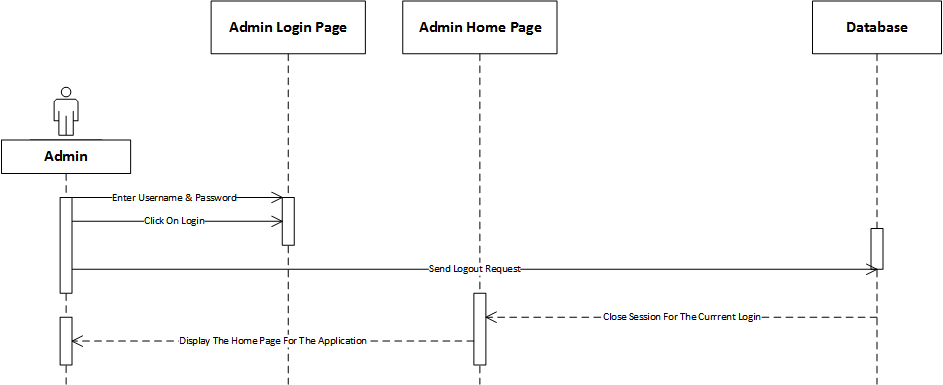 Admin Login Page
Admin Home Page
Database
Admin
Enter Username & Password
Click On Login
Send Logout Request
Close Session For The Currrent Login
Display The Home Page For The Application